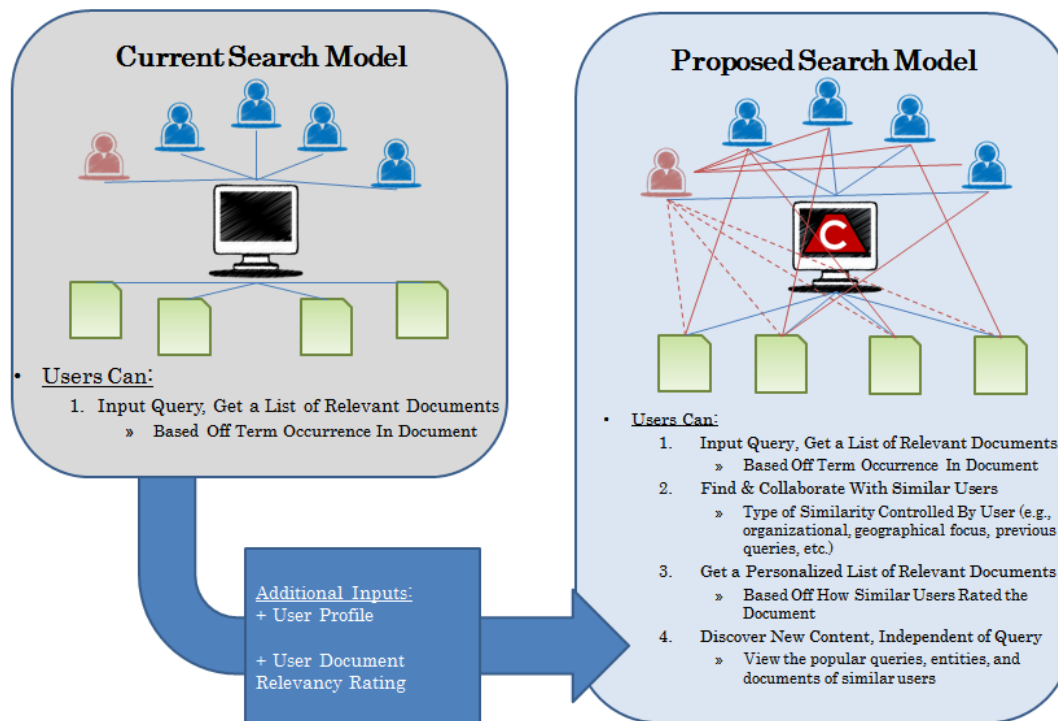 Current Search Model
• Users Can:
1. Input Query, Get a List of Relevant Documents
» Based Off Term Occurrence In Document
Additional Inputs:
+ User Profile
+ User Document
Relevancy Rating
Proposed Search Model
C
• Users Can:
1. Input Query, Get a List of Relevant Documents
» Based Off Term Occurrence In Document
2. Find & Collaborate With Similar Users
» Type of Similarity Controlled By User (e.g.,
organizational, geographical focus, previous
queries, etc.)
3. Get a Personalized List of Relevant Documents
» Based Off How Similar Users Rated the
Document
4. Discover New Content, Independent of Query
» View the popular queries, entities, and
documents of similar users